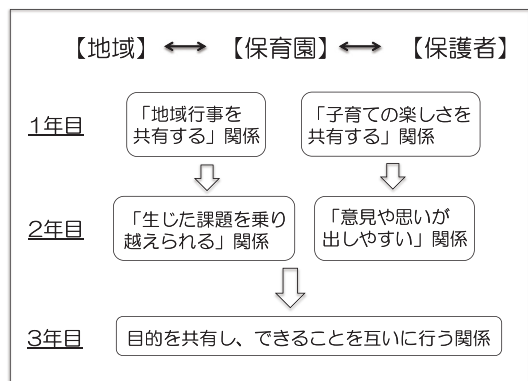 【地域】 ⟷ 【保育園】 ⟷ 【保護者】
1年目
「地域行事を
共有する」関係
「子育ての楽しさを
共有する」関係
2年目
「生じた課題を乗り
越えられる」関係
「意見や思いが
出しやすい」関係
3年目
目的を共有し、できることを互いに行う関係